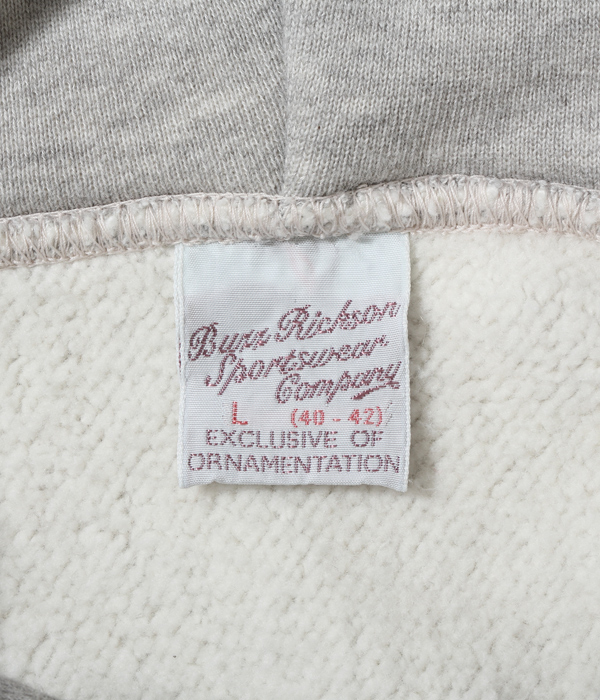 Buzz Rickson
Sportswear
Company
L (40 - 42)
EXCLUSIVE OF
ORNAMENTATION